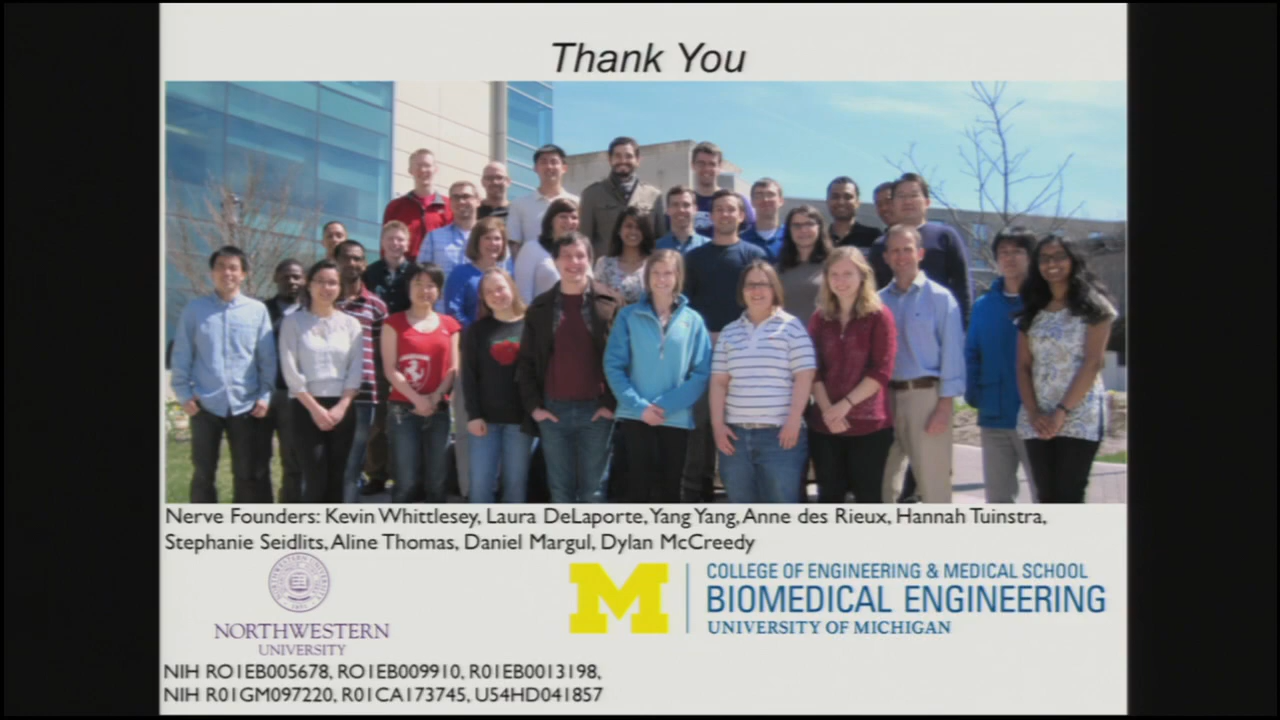 Thank You
Nerve Founders: Kevin Whittlesey, Laura DeLaporte, Yang Yang, Anne des Rieux, Hannah Tuinstra,
Stephanie Seidlits, Aline Thomas, Daniel Margul, Dylan McCreedy
M
COLLEGE OF ENGINEERING & MEDICAL SCHOOL
BIOMEDICAL ENGINEERING
UNIVERSITY OF MICHIGAN
NORTHWESTERN
UNIVERSITY
NIH RO1EB005678, RO1EB009910, R01EB0013198,
NIH R01GM097220, R01CA173745, U54HD041857